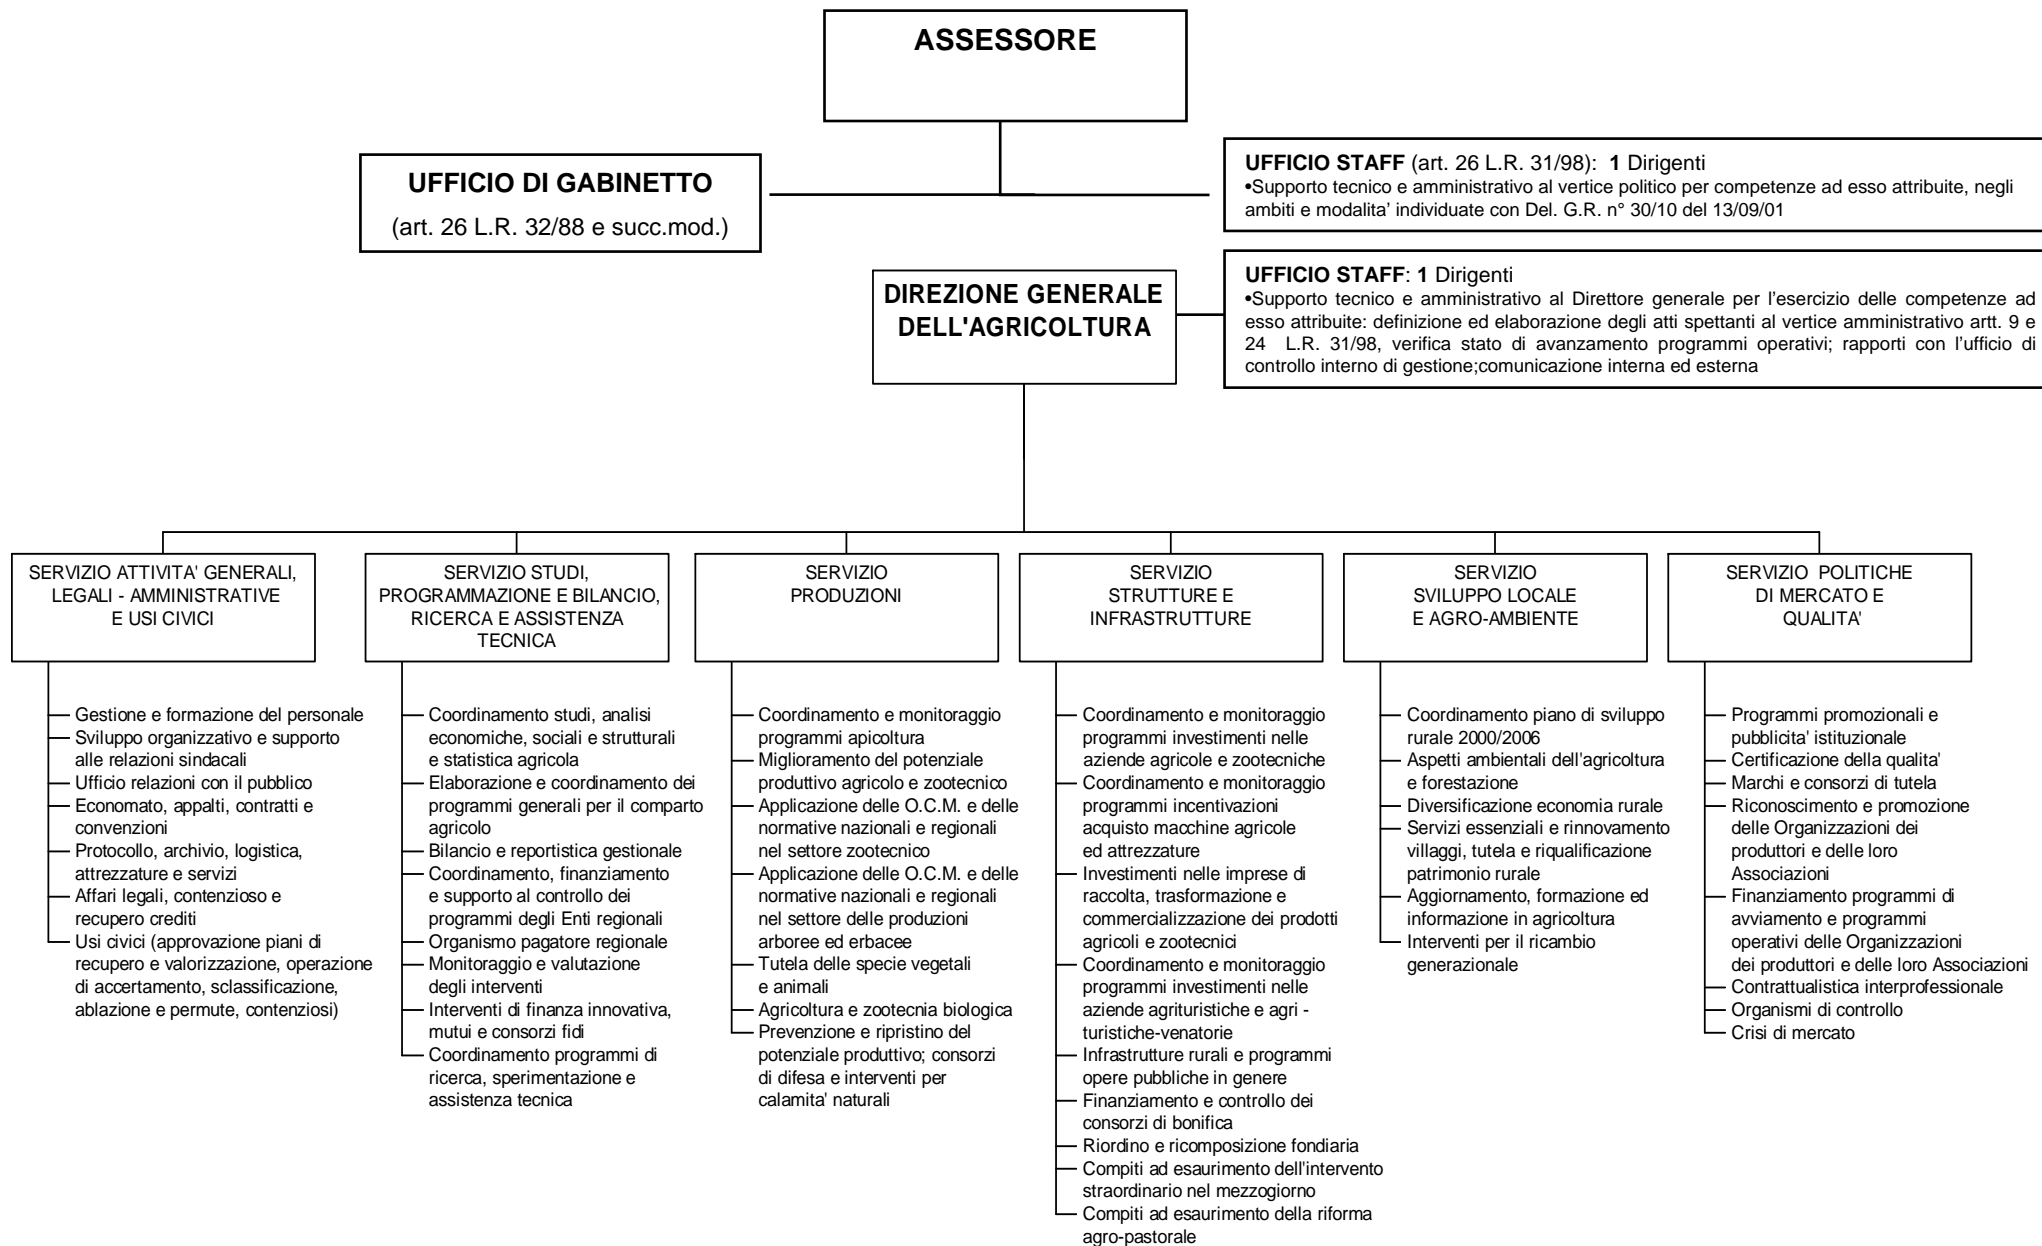 ASSESSORE
UFFICIO DI GABINETTO
(art. 26 L.R. 32/88 e succ.mod.)
UFFICIO STAFF (art. 26 L.R. 31/98): 1 Dirigenti
•Supporto tecnico e amministrativo al vertice politico per competenze ad esso attribuite, negli
ambiti e modalita' individuate con Del. G.R. n° 30/10 del 13/09/01
DIREZIONE GENERALE
DELL'AGRICOLTURA
UFFICIO STAFF: 1 Dirigenti
•Supporto tecnico e amministrativo al Direttore generale per l'esercizio delle competenze ad
esso attribuite: definizione ed elaborazione degli atti spettanti al vertice amministrativo artt. 9 e
24 L.R. 31/98, verifica stato di avanzamento programmi operativi; rapporti con l'ufficio di
controllo interno di gestione;comunicazione interna ed esterna
SERVIZIO ATTIVITA' GENERALI,
LEGALI - AMMINISTRATIVE
E USI CIVICI
Gestione e formazione del personale
Sviluppo organizzativo e supporto
alle relazioni sindacali
Ufficio relazioni con il pubblico
Economato, appalti, contratti e
convenzioni
Protocollo, archivio, logistica,
attrezzature e servizi
Affari legali, contenzioso e
recupero crediti
Usi civici (approvazione piani di
recupero e valorizzazione, operazione
di accertamento, sclassificazione,
ablazione e permute, contenziosi)
SERVIZIO STUDI,
PROGRAMMAZIONE E BILANCIO,
RICERCA E ASSISTENZA
TECNICA
Coordinamento studi, analisi
economiche, sociali e strutturali
e statistica agricola
Elaborazione e coordinamento dei
programmi generali per il comparto
agricolo
Bilancio e reportistica gestionale
Coordinamento, finanziamento
e supporto al controllo dei
programmi degli Enti regionali
Organismo pagatore regionale
Monitoraggio e valutazione
degli interventi
Interventi di finanza innovativa,
mutui e consorzi fidi
Coordinamento programmi di
ricerca, sperimentazione e
assistenza tecnica
SERVIZIO
PRODUZIONI
Coordinamento e monitoraggio
programmi apicoltura
Miglioramento del potenziale
produttivo agricolo e zootecnico
Applicazione delle O.C.M. e delle
normative nazionali e regionali
nel settore zootecnico
Applicazione delle O.C.M. e delle
normative nazionali e regionali
nel settore delle produzioni
arboree ed erbacee
Tutela delle specie vegetali
e animali
Agricoltura e zootecnia biologica
Prevenzione e ripristino del
potenziale produttivo; consorzi
di difesa e interventi per
calamita' naturali
SERVIZIO
STRUTTURE E
INFRASTRUTTURE
Coordinamento e monitoraggio
programmi investimenti nelle
aziende agricole e zootecniche
Coordinamento e monitoraggio
programmi incentivazioni
acquisto macchine agricole
ed attrezzature
Investimenti nelle imprese di
raccolta, trasformazione e
commercializzazione dei prodotti
agricoli e zootecnici
Coordinamento e monitoraggio
programmi investimenti nelle
aziende agrituristiche e agri -
turistiche-venatorie
Infrastrutture rurali e programmi
opere pubbliche in genere
Finanziamento e controllo dei
consorzi di bonifica
Riordino e ricomposizione fondiaria
Compiti ad esaurimento dell'intervento
straordinario nel mezzogiorno
Compiti ad esaurimento della riforma
agro-pastorale
SERVIZIO
SVILUPPO LOCALE
E AGRO-AMBIENTE
Coordinamento piano di sviluppo
rurale 2000/2006
Aspetti ambientali dell'agricoltura
e forestazione
Diversificazione economia rurale
Servizi essenziali e rinnovamento
villaggi, tutela e riqualificazione
patrimonio rurale
Aggiornamento, formazione ed
informazione in agricoltura
Interventi per il ricambio
generazionale
SERVIZIO POLITICHE
DI MERCATO E
QUALITA'
Programmi promozionali e
pubblicita' istituzionale
Certificazione della qualita'
Marchi e consorzi di tutela
Riconoscimento e promozione
delle Organizzazioni dei
produttori e delle loro
Associazioni
Finanziamento programmi di
avviamento e programmi
operativi delle Organizzazioni
dei produttori e delle loro Associazioni
Contrattualistica interprofessionale
Organismi di controllo
Crisi di mercato